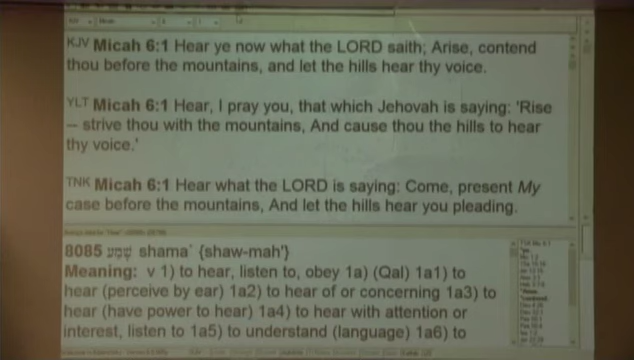 KJV Micah 6:1 Hear ye now what the LORD saith; Arise, contend
thou before the mountains, and let the hills hear thy voice.
YLT Micah 6:1 Hear, I pray you, that which Jehovah is saying: 'Rise
-- strive thou with the mountains, And cause thou the hills to hear
thy voice.'
TNK Micah 6:1 Hear what the LORD is saying: Come, present My
case before the mountains, And let the hills hear you pleading.
8085 שָׁמַע shama` {shaw-mah'}
Meaning: v 1) to hear, listen to, obey 1a) (Qal) 1a1) to
hear (perceive by ear) 1a2) to hear of or concerning 1a3) to
hear (have power to hear) 1a4) to hear with attention or
interest, listen to 1a5) to understand (language) 1a6) to